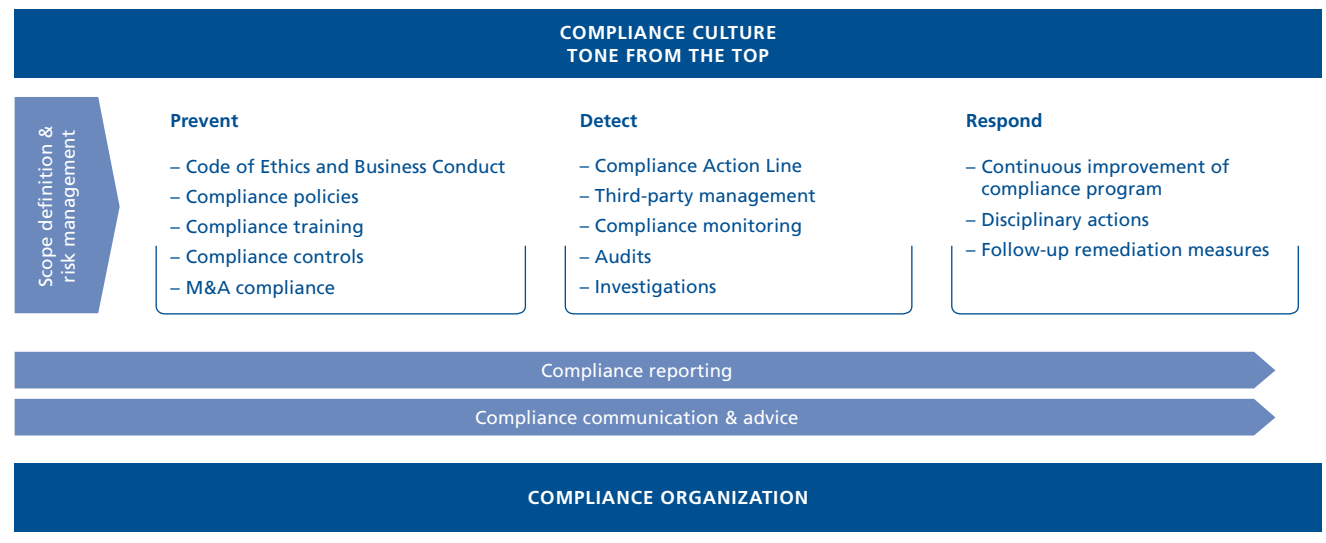 COMPLIANCE CULTURE
TONE FROM THE TOP
Scope definition &
risk management
Prevent
– Code of Ethics and Business Conduct
– Compliance policies
– Compliance training
– Compliance controls
– M&A compliance
Detect
– Compliance Action Line
– Third-party management
– Compliance monitoring
– Audits
– Investigations
Respond
– Continuous improvement of
compliance program
– Disciplinary actions
– Follow-up remediation measures
Compliance reporting
Compliance communication & advice
COMPLIANCE ORGANIZATION